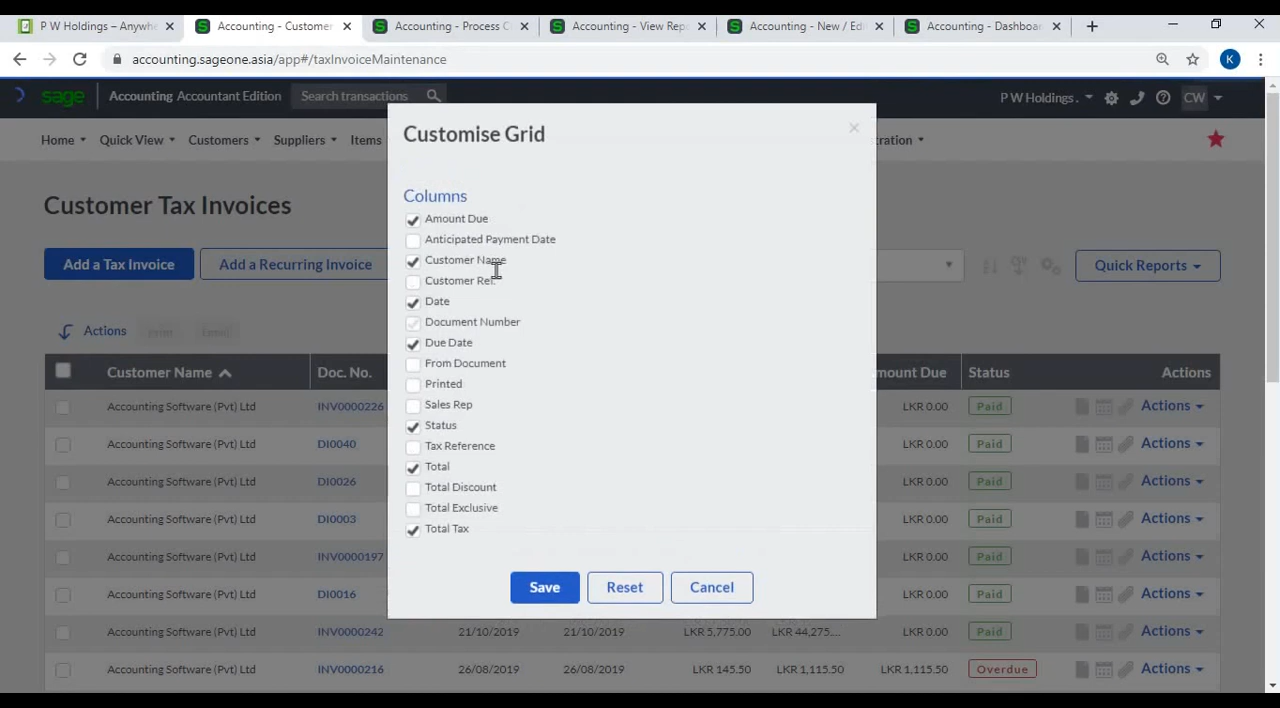 P W Holdings – Anywhe
Accounting - Customer
Accounting - Process C
Accounting - View Rep
Accounting - New / Edi
Accounting - Dashboa
accounting.sageone.asia/app#/taxInvoiceMaintenance
K
sage Accounting Accountant Edition Search transactions P W Holdings . CW
Home Quick View Customers Suppliers Items ration
Customise Grid
Customer Tax Invoices
Columns
Amount Due
Anticipated Payment Date
Customer Name
Customer Ref.
Date
Document Number
Due Date
From Document
Printed
Sales Rep
Status
Tax Reference
Total
Total Discount
Total Exclusive
Total Tax
Save Reset Cancel
Add a Tax Invoice Add a Recurring Invoice Quick Reports
Actions Print Email
Customer Name Doc. No. mount Due Status Actions
Accounting Software (Pvt) Ltd INV0000226 LKR 0.00 Paid Actions
Accounting Software (Pvt) Ltd DI0040 LKR 0.00 Paid Actions
Accounting Software (Pvt) Ltd DI0026 LKR 0.00 Paid Actions
Accounting Software (Pvt) Ltd DI0003 LKR 0.00 Paid Actions
Accounting Software (Pvt) Ltd INV0000197 LKR 0.00 Paid Actions
Accounting Software (Pvt) Ltd DI0016 LKR 0.00 Paid Actions
Accounting Software (Pvt) Ltd INV0000242 21/10/2019 21/10/2019 LKR 5,775.00 LKR 44,275.... LKR 0.00 Paid Actions
Accounting Software (Pvt) Ltd INV0000216 26/08/2019 26/08/2019 LKR 145.50 LKR 1,115.50 LKR 1,115.50 Overdue Actions